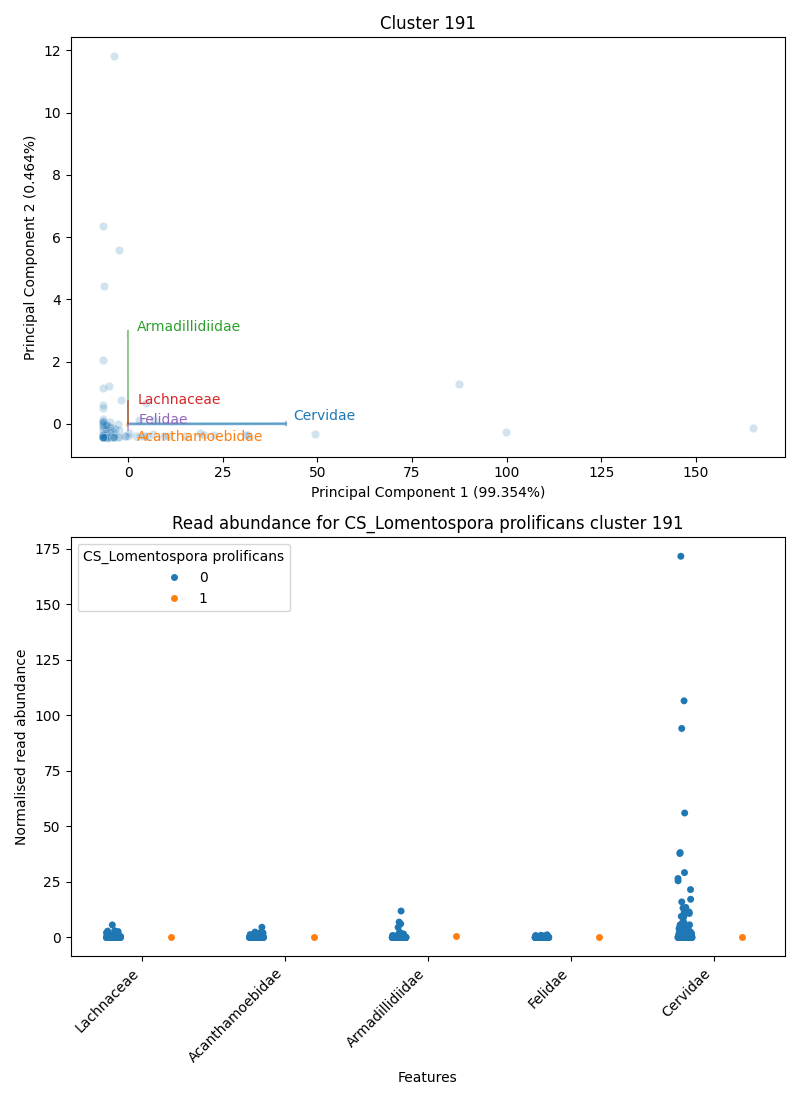 Cluster 191
12
10
8
6
4
2
0
Principal Component 2 (0.464%)
Armadillidiidae
Lachnaceae
Felidae
Cervidae
Acanthamoebidae
0 25 50 75 100 125 150
Principal Component 1 (99.354%)
Read abundance for CS_Lomentospora prolificans cluster 191
CS_Lomentospora prolificans
0
1
175
150
125
100
75
50
25
0
Normalised read abundance
Lachnaceae
Acanthamoebidae
Armadillidiidae
Felidae
Cervidae
Features